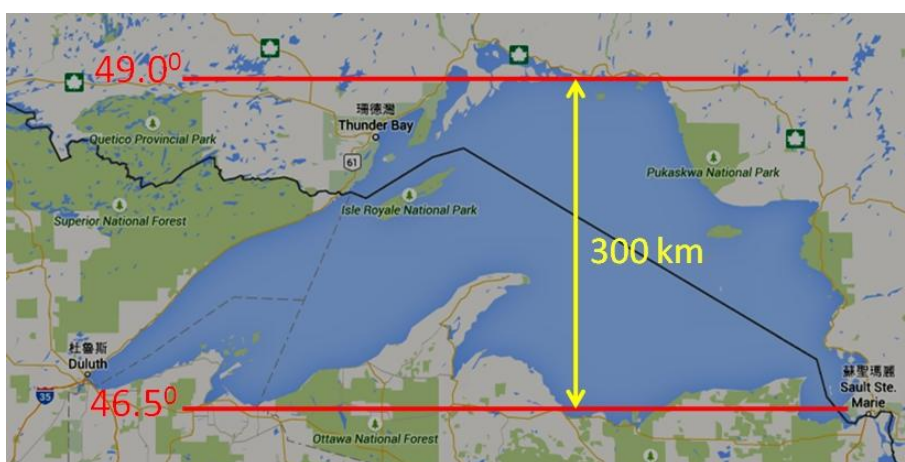 49.0⁰
珊德灣
Thunder Bay
Quetico Provincial Park
61
Pukaskwa National Park
Isle Royale National Park
Superior National Forest
300 km
杜魯斯
Duluth
蘇聖瑪麗
Sault Ste.
Marie
35
46.5⁰
Ottawa National Forest